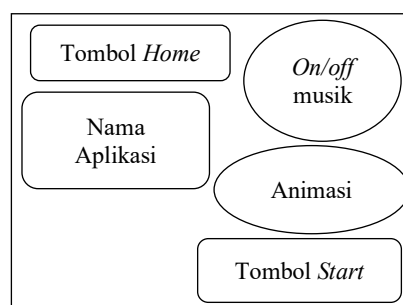 Tombol Home
On/off
musik
Nama
Aplikasi
Animasi
Tombol Start